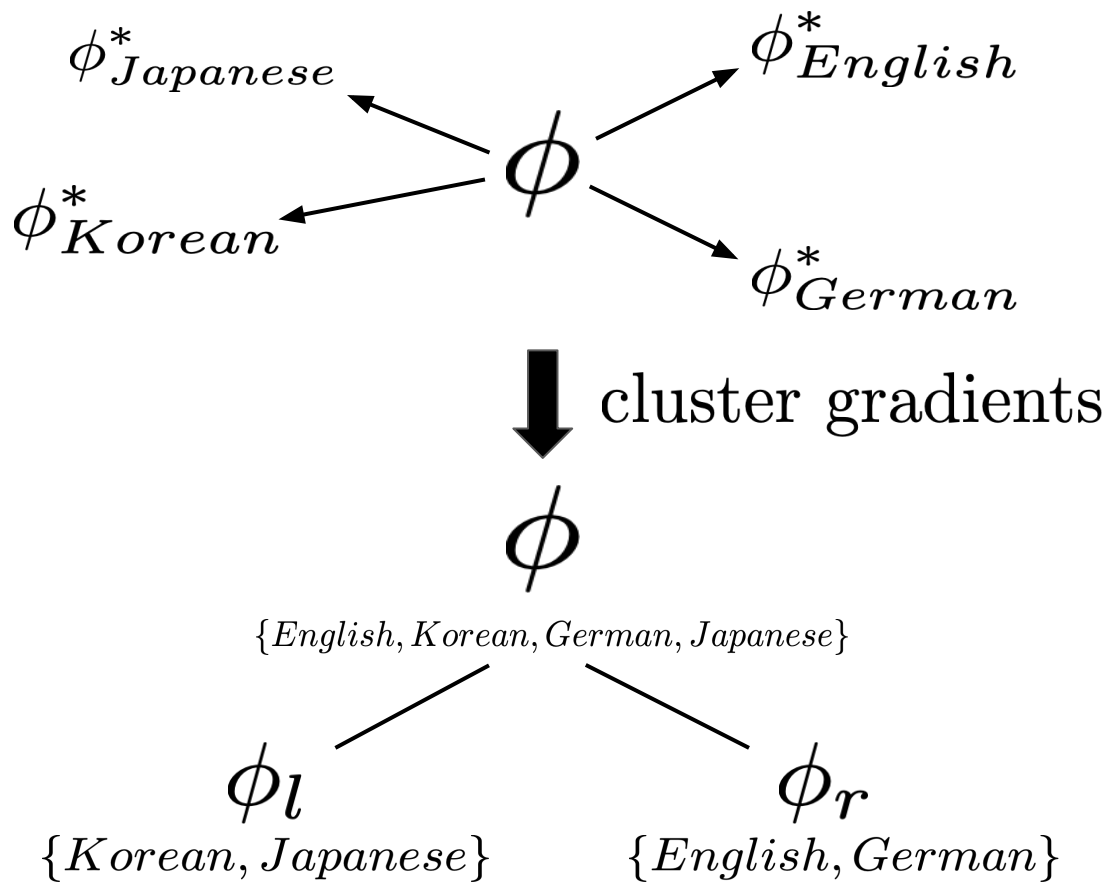 ϕ*Japanese
ϕ*English
ϕ
ϕ*Korean
ϕ*German
cluster gradients
ϕ
{English, Korean, German, Japanese}
ϕl
ϕr
{Korean, Japanese}
{English, German}